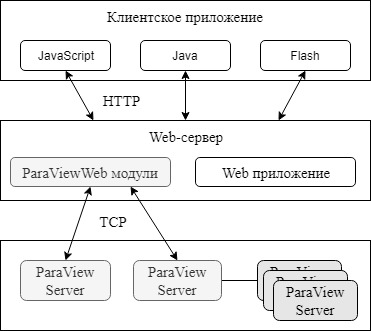 Клиентское приложение
JavaScript
Java
Flash
HTTP
Web-сервер
ParaViewWeb модули
Web приложение
TCP
ParaView
Server
ParaView
Server
ParaView
ParaView
ParaView
Server